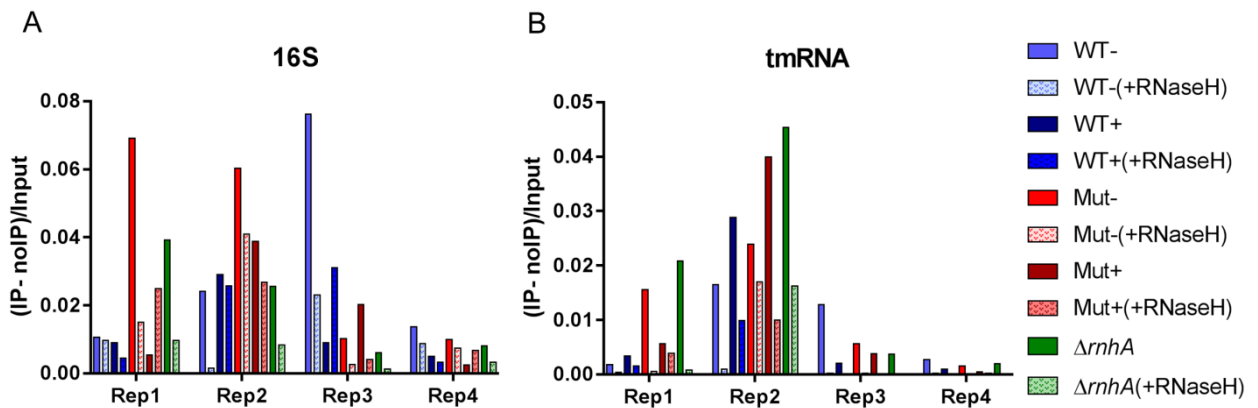 A
16S
(IP- noIP)/Input
0.08
0.06
0.04
0.02
0.00
Rep1 Rep2 Rep3 Rep4
B
tmRNA
(IP- noIP)/Input
0.05
0.04
0.03
0.02
0.01
0.00
Rep1 Rep2 Rep3 Rep4
WT-
WT-(+RNaseH)
WT+
WT+(+RNaseH)
Mut-
Mut-(+RNaseH)
Mut+
Mut+(+RNaseH)
ΔrnhA
ΔrnhA(+RNaseH)